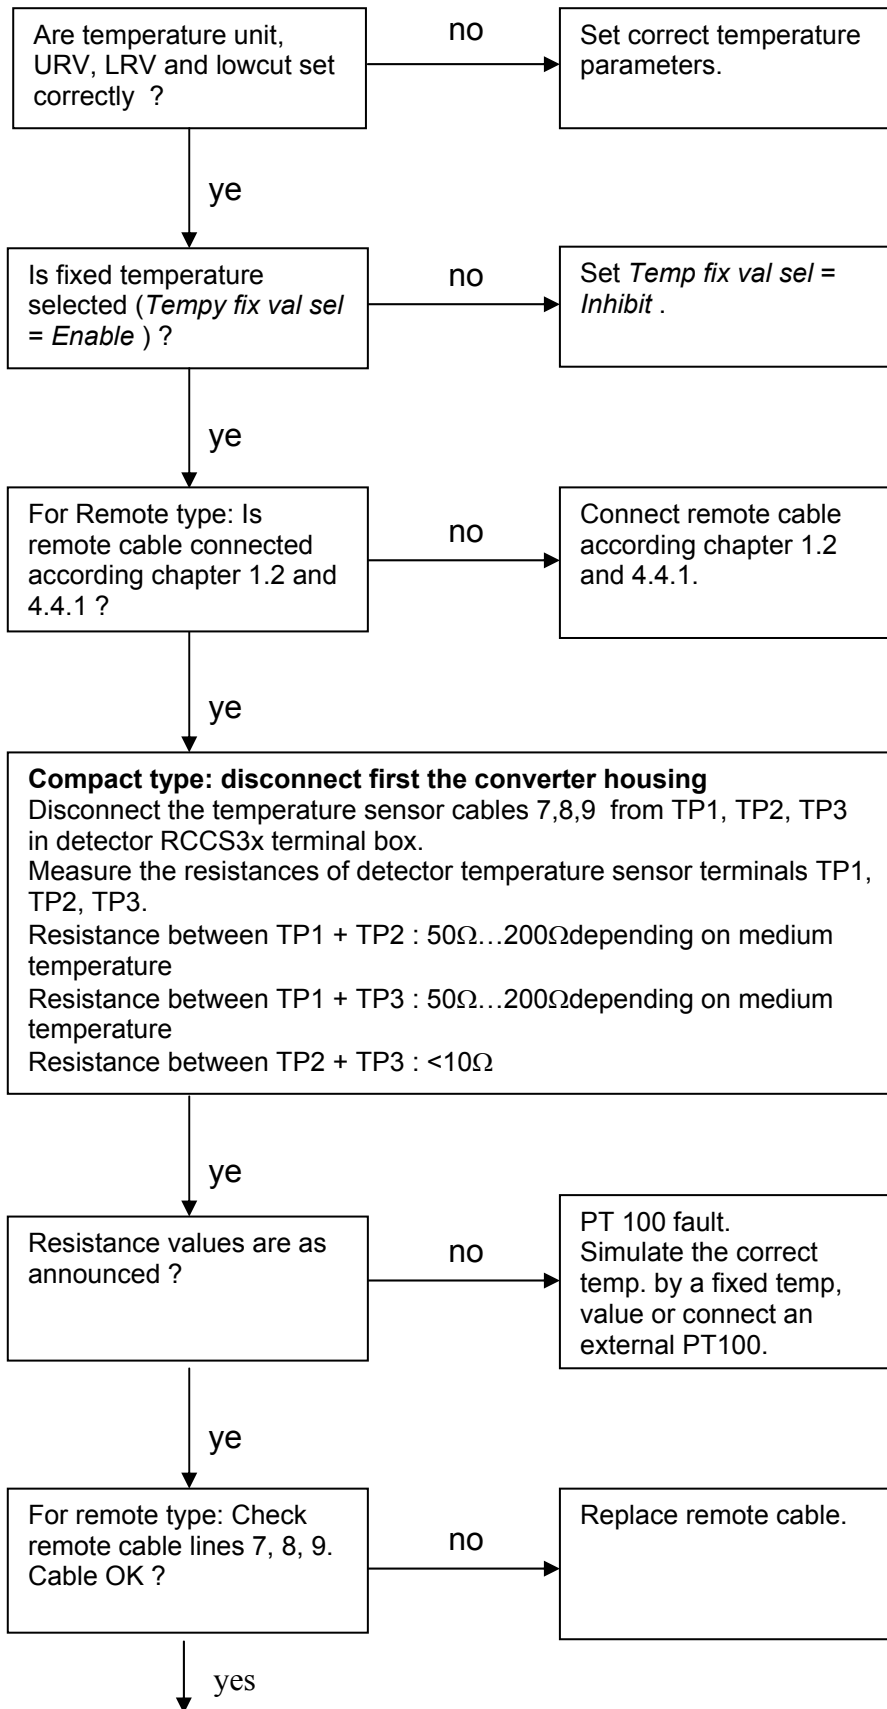 Are temperature unit,
URV, LRV and lowcut set
correctly  ?
no
Set correct temperature
parameters.
ye
Is fixed temperature
selected (Tempy fix val sel
= Enable ) ?
no
Set Temp fix val sel =
Inhibit .
ye
For Remote type: Is
remote cable connected
according chapter 1.2 and
4.4.1 ?
no
Connect remote cable
according chapter 1.2
and 4.4.1.
ye
Compact type: disconnect first the converter housing
Disconnect the temperature sensor cables 7,8,9  from TP1, TP2, TP3
in detector RCCS3x terminal box.
Measure the resistances of detector temperature sensor terminals TP1,
TP2, TP3.
Resistance between TP1 + TP2 : 50Ω…200Ωdepending on medium
temperature
Resistance between TP1 + TP3 : 50Ω…200Ωdepending on medium
temperature
Resistance between TP2 + TP3 : <10Ω
ye
Resistance values are as
announced ?
no
PT 100 fault.
Simulate the correct
temp. by a fixed temp,
value or connect an
external PT100.
ye
For remote type: Check
remote cable lines 7, 8, 9.
Cable OK ?
no
Replace remote cable.
yes